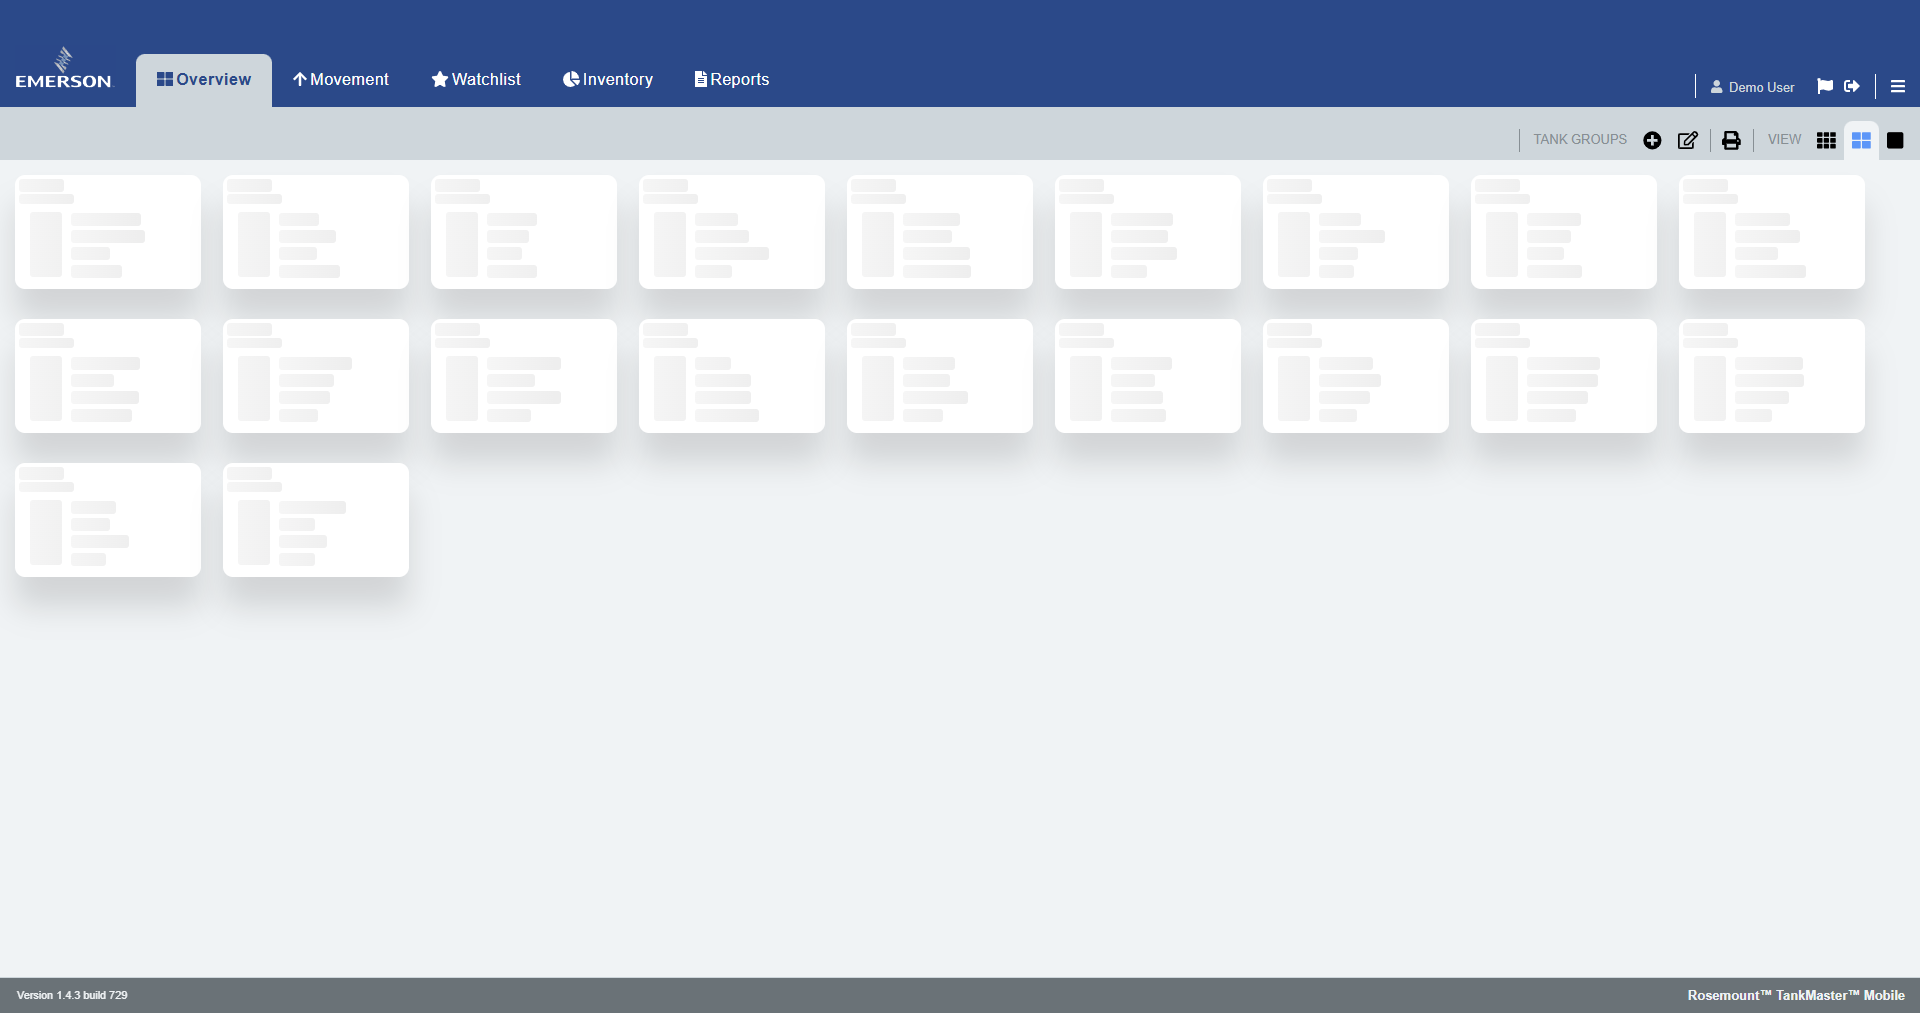 EMERSON
Overview
Movement
Watchlist
Inventory
Reports
Demo User
TANK GROUPS
VIEW
Version 1.4.3 build 729
Rosemount™ TankMaster™ Mobile